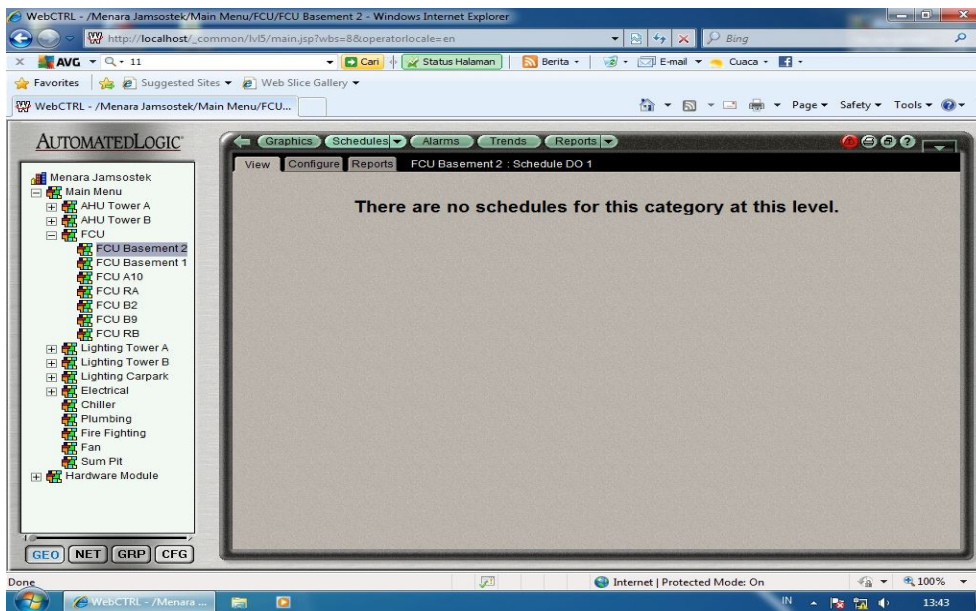 WebCTRL - /Menara Jamsostek/Main Menu/FCU/FCU Basement 2 - Windows Internet Explorer
http://localhost/_common/lvl5/main.jsp?wbs=8&operatorlocale=en
Bing
x AVG 11 Cari Status Halaman Berita E-mail Cuaca
Favorites Suggested Sites Web Slice Gallery
WebCTRL - /Menara Jamsostek/Main Menu/FCU... Page Safety Tools
AUTOMATEDLOGIC
Graphics Schedules Alarms Trends Reports
View Configure Reports FCU Basement 2 : Schedule DO 1
There are no schedules for this category at this level.
Menara Jamsostek
Main Menu
AHU Tower A
AHU Tower B
FCU
FCU Basement 2
FCU Basement 1
FCU A10
FCU RA
FCU B2
FCU B9
FCU RB
Lighting Tower A
Lighting Tower B
Lighting Carpark
Electrical
Chiller
Plumbing
Fire Fighting
Fan
Sum Pit
Hardware Module
GEO NET GRP CFG
Done Internet | Protected Mode: On 100%
WebCTRL - /Menara ... IN 13:43